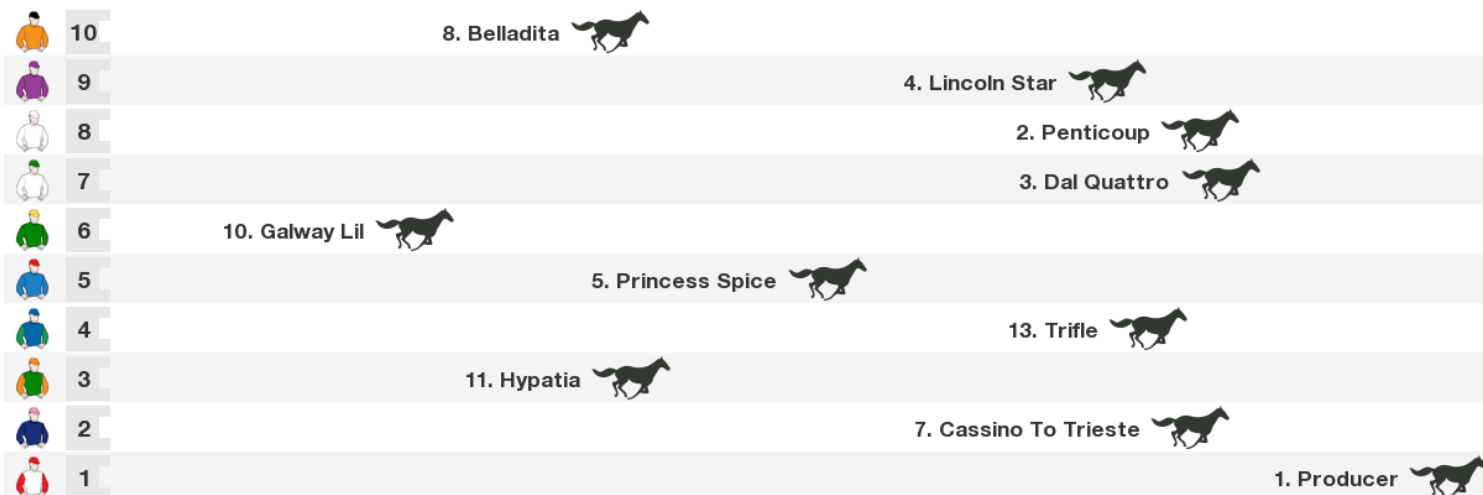 10 8. Belladita
9 4. Lincoln Star
8 2. Penticoup
7 3. Dal Quattro
6 10. Galway Lil
5 5. Princess Spice
4 13. Trifle
3 11. Hypatia
2 7. Cassino To Trieste
1 1. Producer